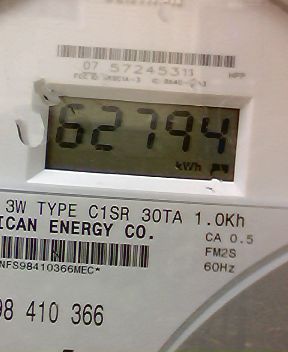 07 57245311
HPP
62794
kWh
3W TYPE C1SR 30TA 1.0Kh
ICAN ENERGY CO.
CA 0.5
FM2S
60Hz
NFS98410366MEC*
98 410 366